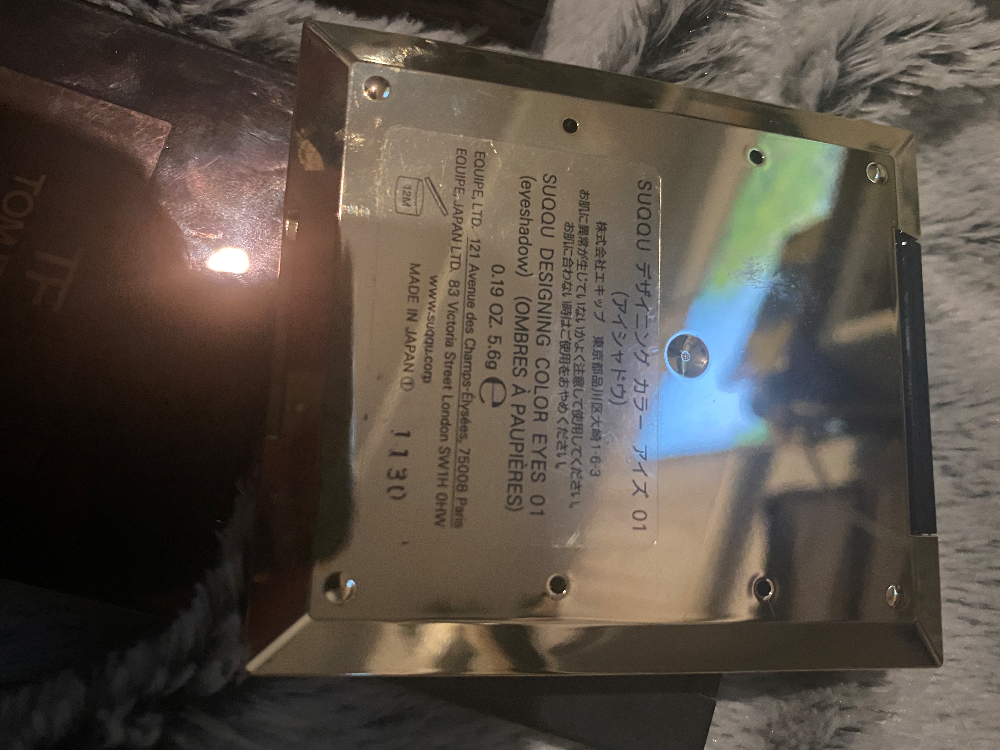 SUQQU デザイニング カラー アイズ 01
(アイシャドウ)
株式会社エキップ 東京都品川区大崎1-6-3
お肌に異常が生じていないかよく注意して使用してください。
お肌に合わない時はご使用をおやめください。
SUQQU DESIGNING COLOR EYES 01
(eyeshadow) (OMBRES À PAUPIÈRES)
0.19 OZ. 5.6g ℮
EQUIPE, LTD. 121 Avenue des Champs-Élysées, 75008 Paris
EQUIPE JAPAN LTD. 83 Victoria Street London SW1H 0HW
www.suqqu.com
12M
MADE IN JAPAN ①
1130
TF
TOM